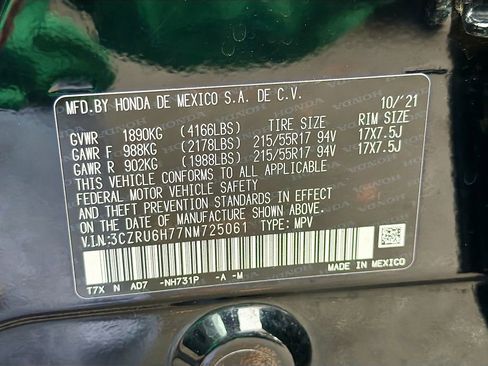 MFD.BY HONDA DE MEXICO S.A. DE C.V. 10/'21
GVWR 1890KG (4166LBS) TIRE SIZE RIM SIZE
GAWR F 988KG (2178LBS) 215/55R17 94V 17X7.5J
GAWR R 902KG (1988LBS) 215/55R17 94V 17X7.5J
THIS VEHICLE CONFORMS TO ALL APPLICABLE
FEDERAL MOTOR VEHICLE SAFETY
AND THEFT PREVENTION STANDARDS IN EFFECT
ON THE DATE OF MANUFACTURE SHOWN ABOVE.
V.I.N:3CZRU6H77NM725061 TYPE: MPV
T7X N AD7 -NH731P -A -M
MADE IN MEXICO